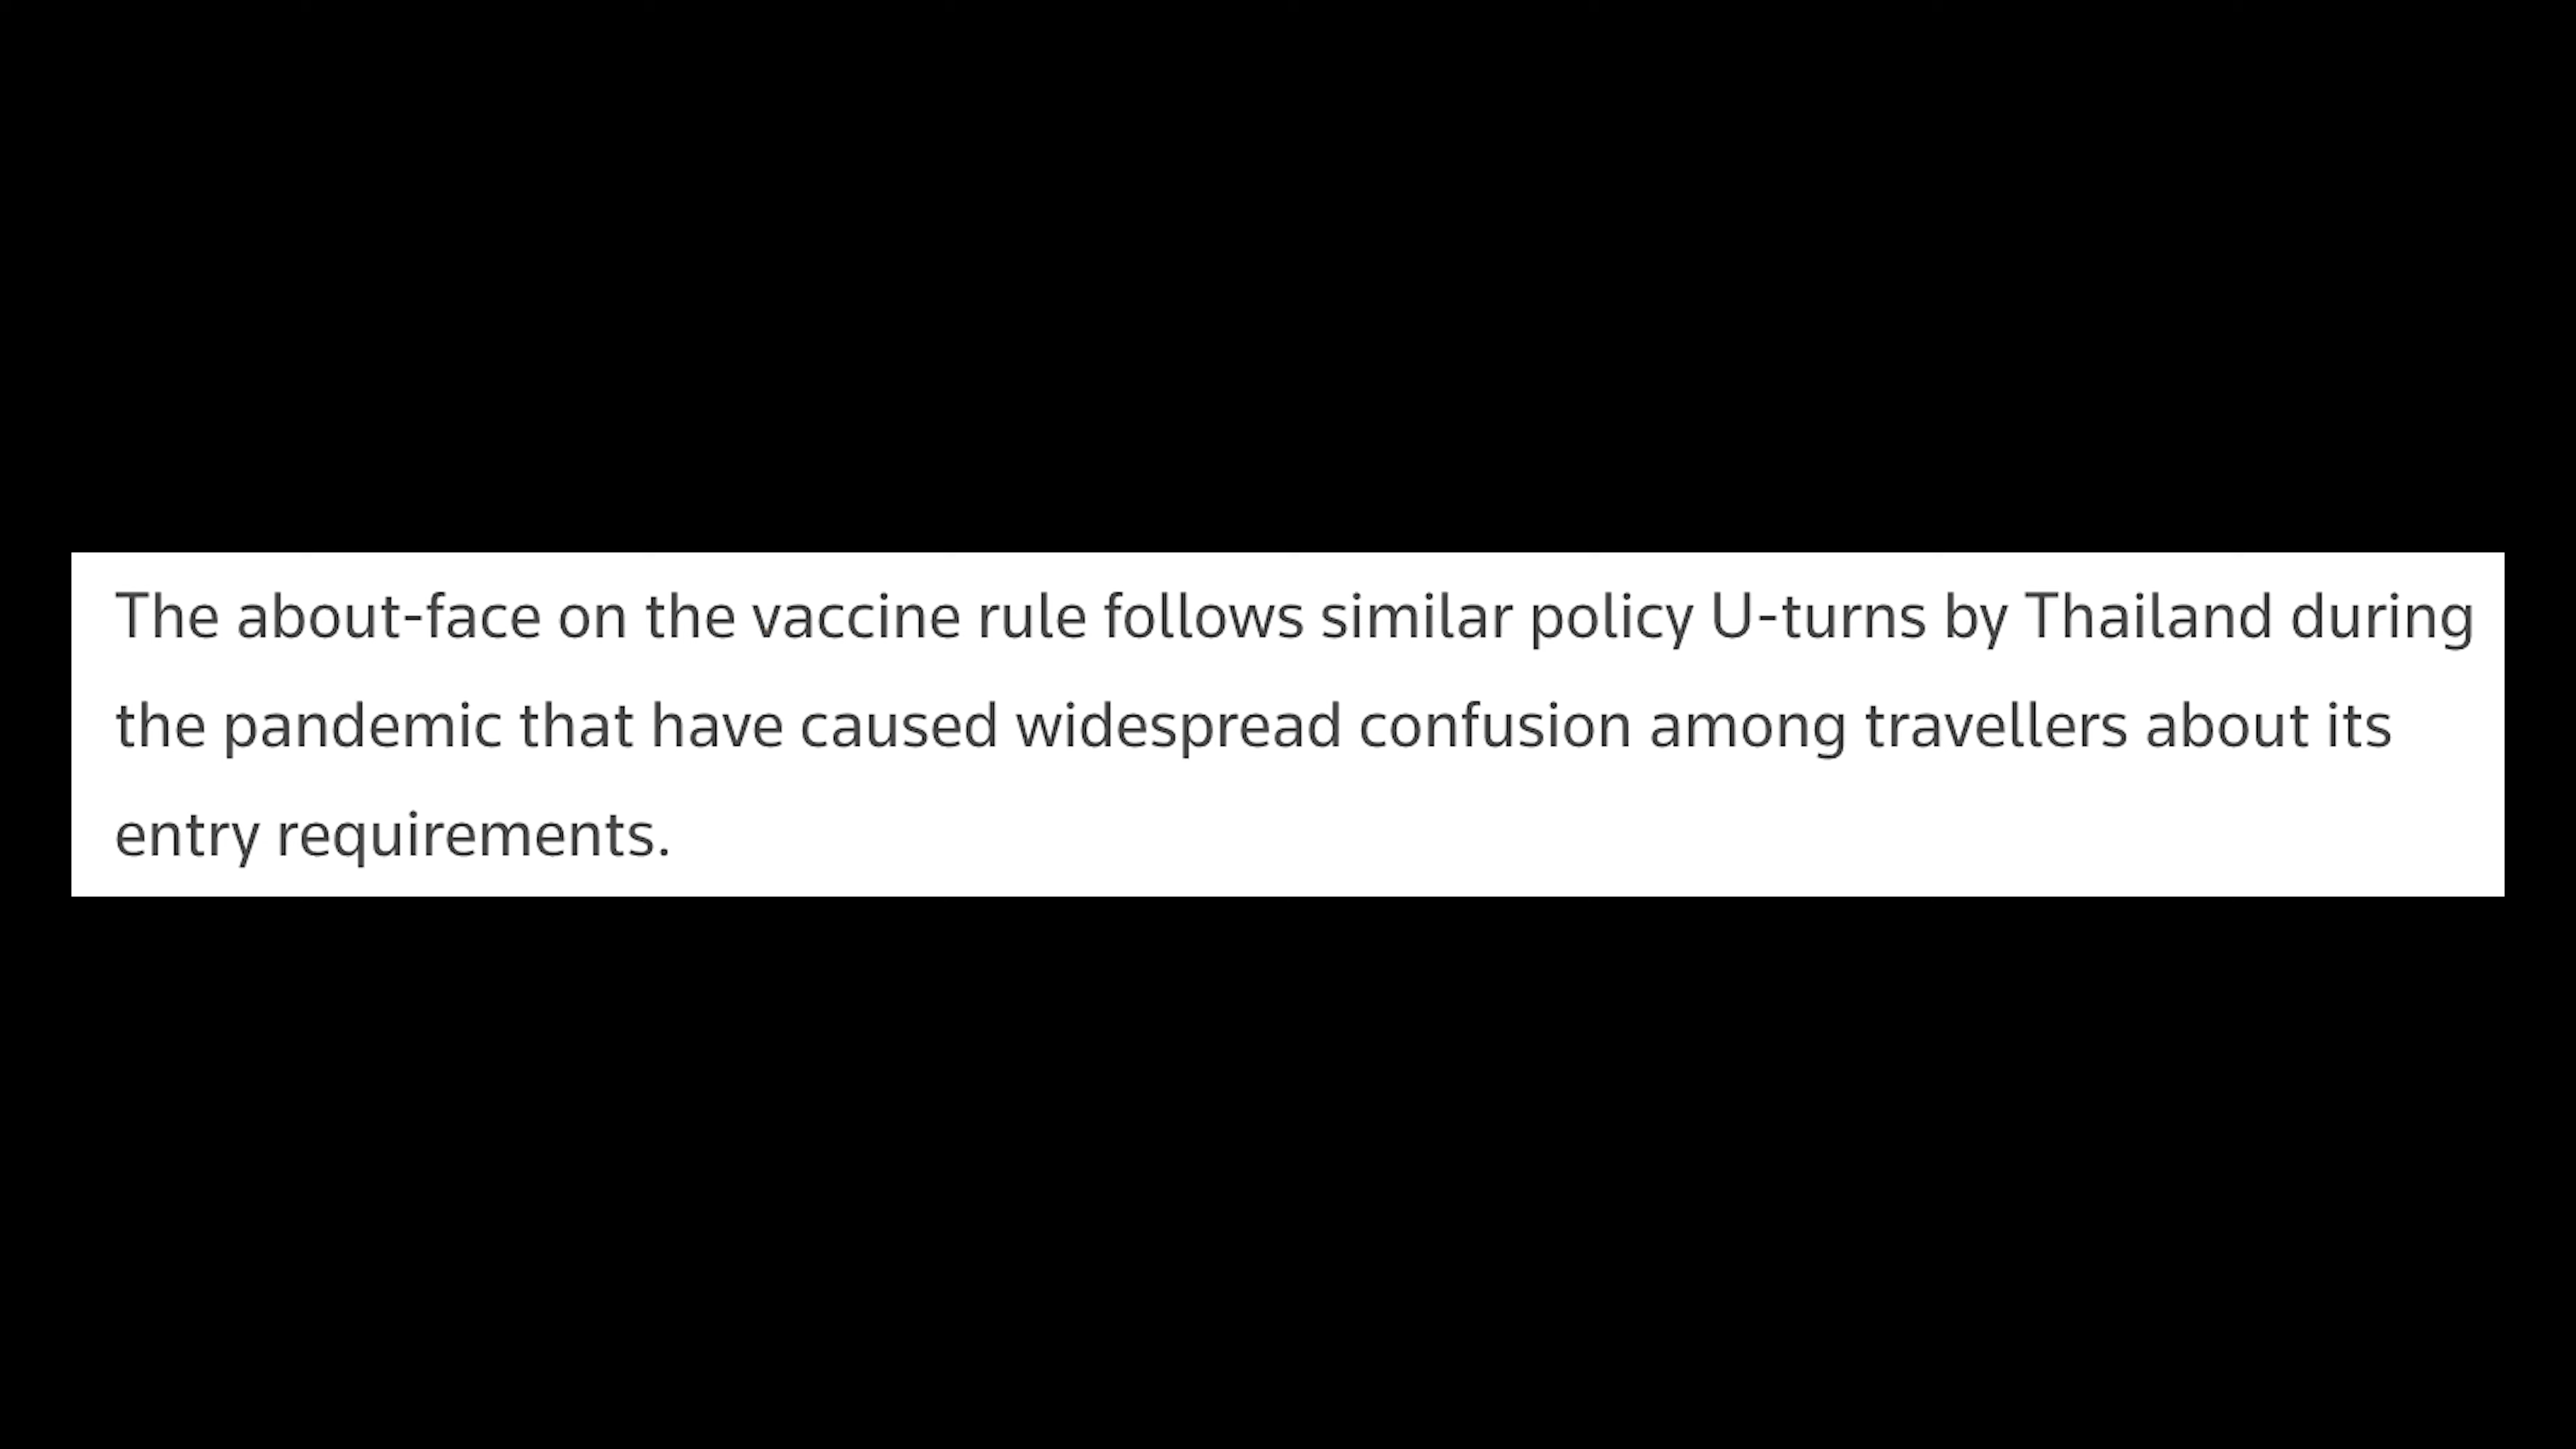 The about-face on the vaccine rule follows similar policy U-turns by Thailand during
the pandemic that have caused widespread confusion among travellers about its
entry requirements.